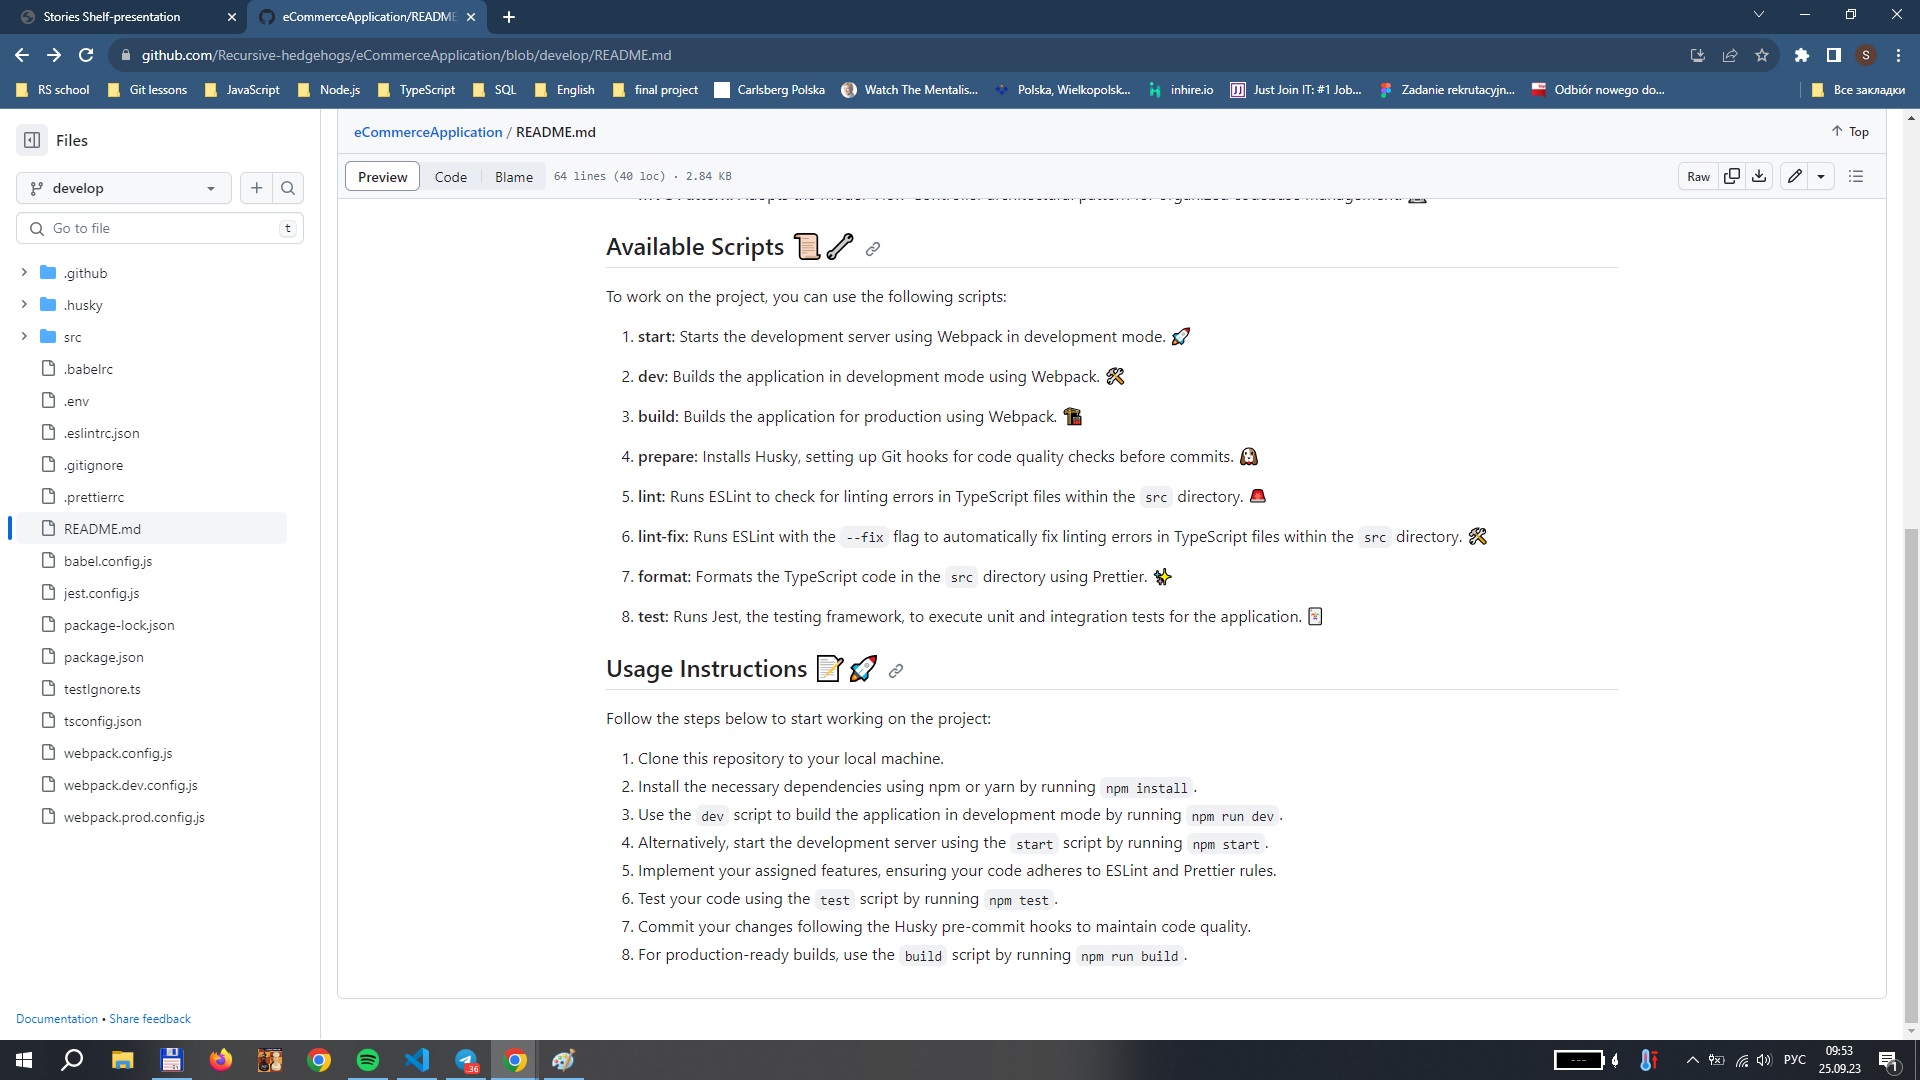 Stories Shelf-presentation
eCommerceApplication/README
github.com/Recursive-hedgehogs/eCommerceApplication/blob/develop/README.md
S
RS school
Git lessons
JavaScript
Node.js
TypeScript
SQL
English
final project
Carlsberg Polska
Watch The Mentalis...
Polska, Wielkopolsk...
inhire.io
Just Join IT: #1 Job...
Zadanie rekrutacyjn...
Odbiór nowego do...
Все закладки
Files
develop
Go to file
t
.github
.husky
src
.babelrc
.env
.eslintrc.json
.gitignore
.prettierrc
README.md
babel.config.js
jest.config.js
package-lock.json
package.json
testIgnore.ts
tsconfig.json
webpack.config.js
webpack.dev.config.js
webpack.prod.config.js
Documentation • Share feedback
eCommerceApplication / README.md
Top
Preview
Code
Blame
64 lines (40 loc) · 2.84 KB
Raw
Available Scripts
To work on the project, you can use the following scripts:
1. start: Starts the development server using Webpack in development mode. 🚀
2. dev: Builds the application in development mode using Webpack. 🛠️
3. build: Builds the application for production using Webpack. 🏗️
4. prepare: Installs Husky, setting up Git hooks for code quality checks before commits. 🐶
5. lint: Runs ESLint to check for linting errors in TypeScript files within the src directory. 🚨
6. lint-fix: Runs ESLint with the --fix flag to automatically fix linting errors in TypeScript files within the src directory. 🛠️
7. format: Formats the TypeScript code in the src directory using Prettier. ✨
8. test: Runs Jest, the testing framework, to execute unit and integration tests for the application. 🃏
Usage Instructions 📝🚀
Follow the steps below to start working on the project:
1. Clone this repository to your local machine.
2. Install the necessary dependencies using npm or yarn by running npm install.
3. Use the dev script to build the application in development mode by running npm run dev.
4. Alternatively, start the development server using the start script by running npm start.
5. Implement your assigned features, ensuring your code adheres to ESLint and Prettier rules.
6. Test your code using the test script by running npm test.
7. Commit your changes following the Husky pre-commit hooks to maintain code quality.
8. For production-ready builds, use the build script by running npm run build.
.36
---
РУС
09:53
25.09.23
1